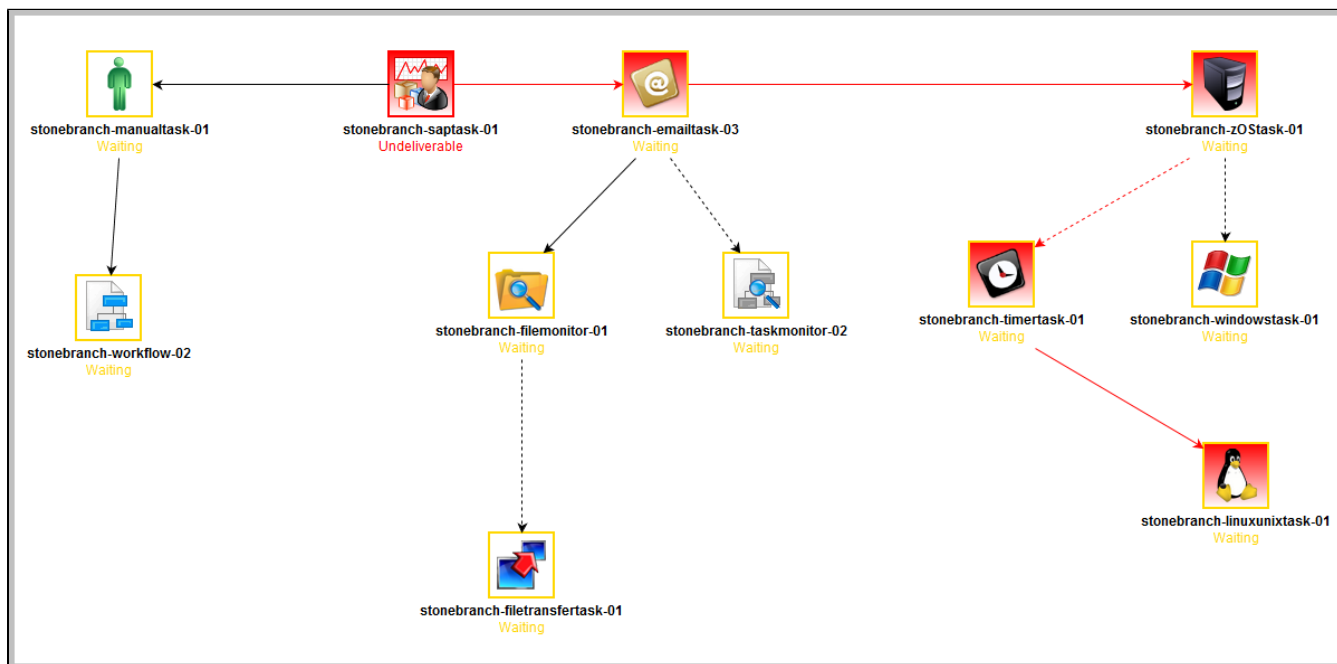 stonebranch-manualtask-01
Waiting
stonebranch-saptask-01
Undeliverable
stonebranch-emailtask-03
Waiting
stonebranch-zOStask-01
Waiting
stonebranch-workflow-02
Waiting
stonebranch-filemonitor-01
Waiting
stonebranch-taskmonitor-02
Waiting
stonebranch-timertask-01
Waiting
stonebranch-windowstask-01
Waiting
stonebranch-linuxunixtask-01
Waiting
stonebranch-filetransfertask-01
Waiting